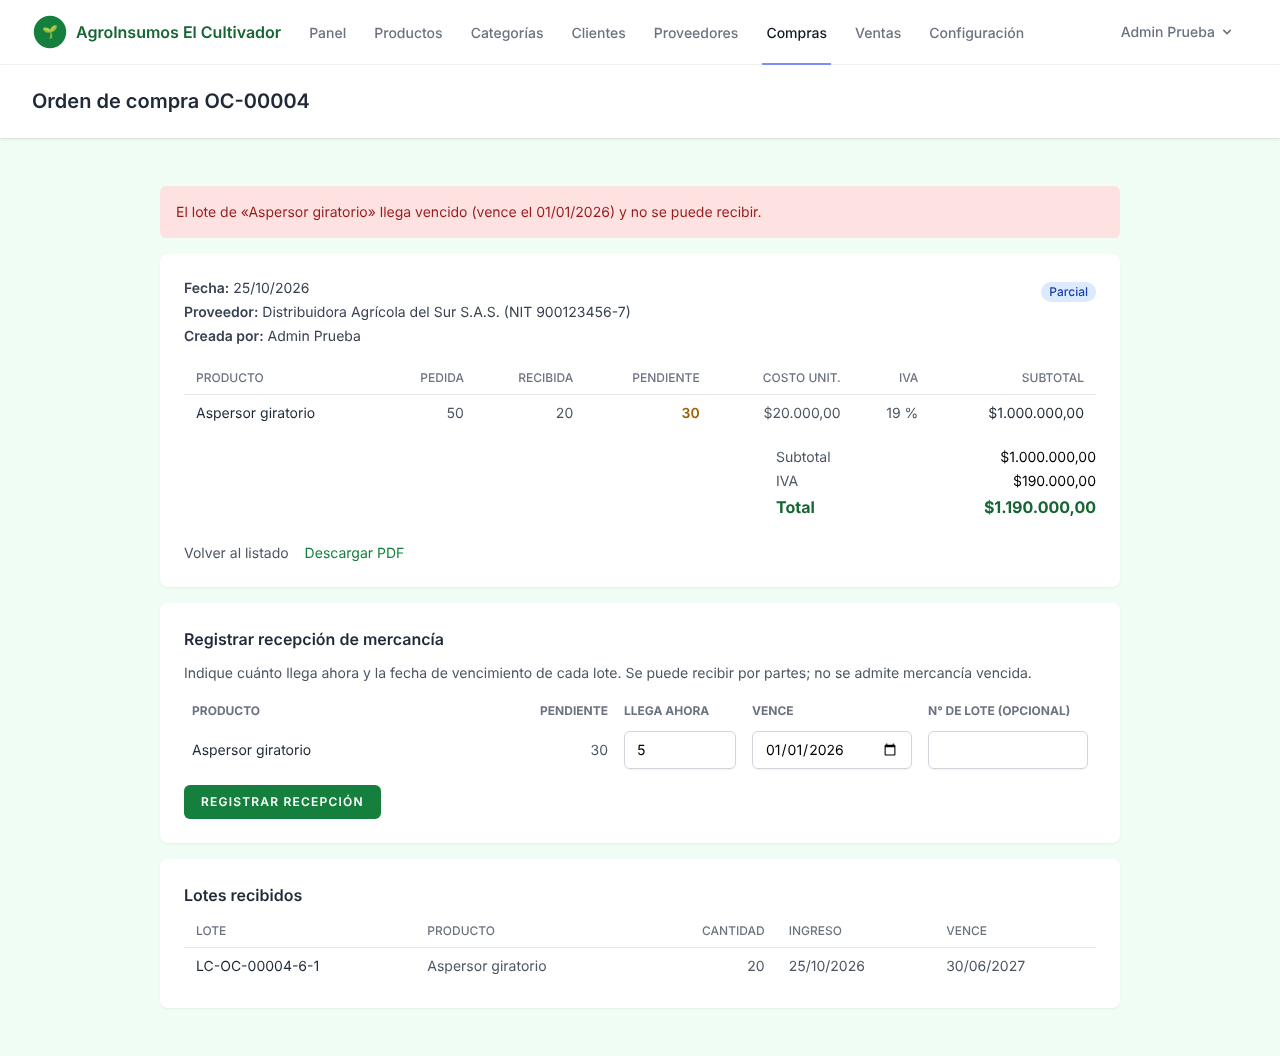 AgroInsumos El Cultivador Panel Productos Categorías Clientes Proveedores Compras Ventas Configuración Admin Prueba
Orden de compra OC-00004
El lote de «Aspersor giratorio» llega vencido (vence el 01/01/2026) y no se puede recibir.
Fecha: 25/10/2026 Parcial
Proveedor: Distribuidora Agrícola del Sur S.A.S. (NIT 900123456-7)
Creada por: Admin Prueba
PRODUCTO PEDIDA RECIBIDA PENDIENTE COSTO UNIT. IVA SUBTOTAL
Aspersor giratorio 50 20 30 $20.000,00 19 % $1.000.000,00
Subtotal $1.000.000,00
IVA $190.000,00
Total $1.190.000,00
Volver al listado Descargar PDF
Registrar recepción de mercancía
Indique cuánto llega ahora y la fecha de vencimiento de cada lote. Se puede recibir por partes; no se admite mercancía vencida.
PRODUCTO PENDIENTE LLEGA AHORA VENCE N° DE LOTE (OPCIONAL)
Aspersor giratorio 30 5 01/01/2026
REGISTRAR RECEPCIÓN
Lotes recibidos
LOTE PRODUCTO CANTIDAD INGRESO VENCE
LC-OC-00004-6-1 Aspersor giratorio 20 25/10/2026 30/06/2027